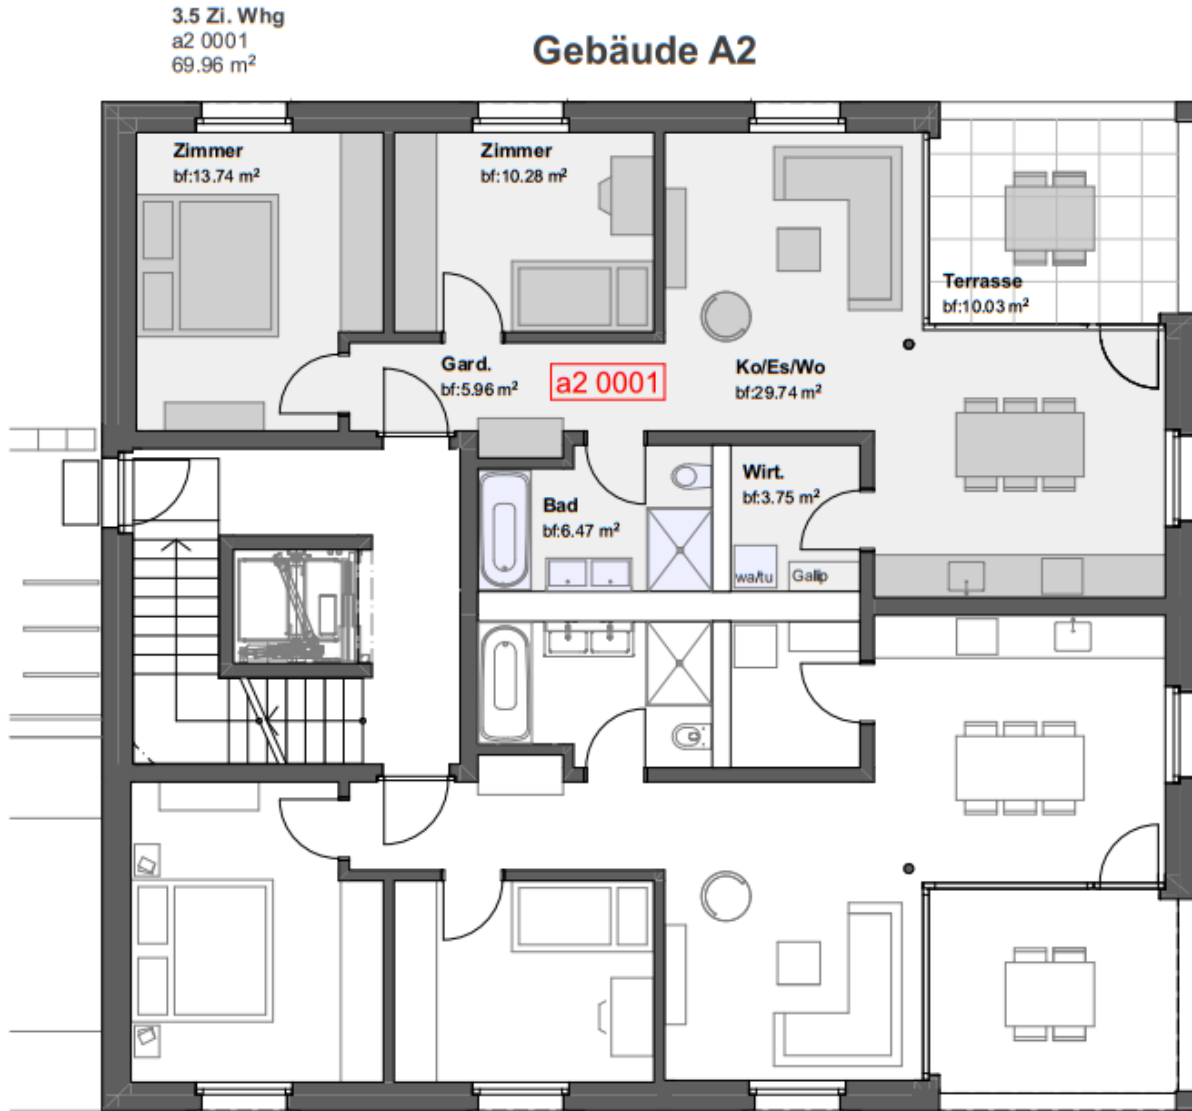 3.5 Zi. Whg
a2 0001
69.96 m²
Gebäude A2
Zimmer
bf:13.74 m²
Zimmer
bf:10.28 m²
Terrasse
bf:10.03 m²
Gard.
bf:5.96 m²
a2 0001
Ko/Es/Wo
bf:29.74 m²
Bad
bf:6.47 m²
Wirt.
bf:3.75 m²
wa/tu
Gallp